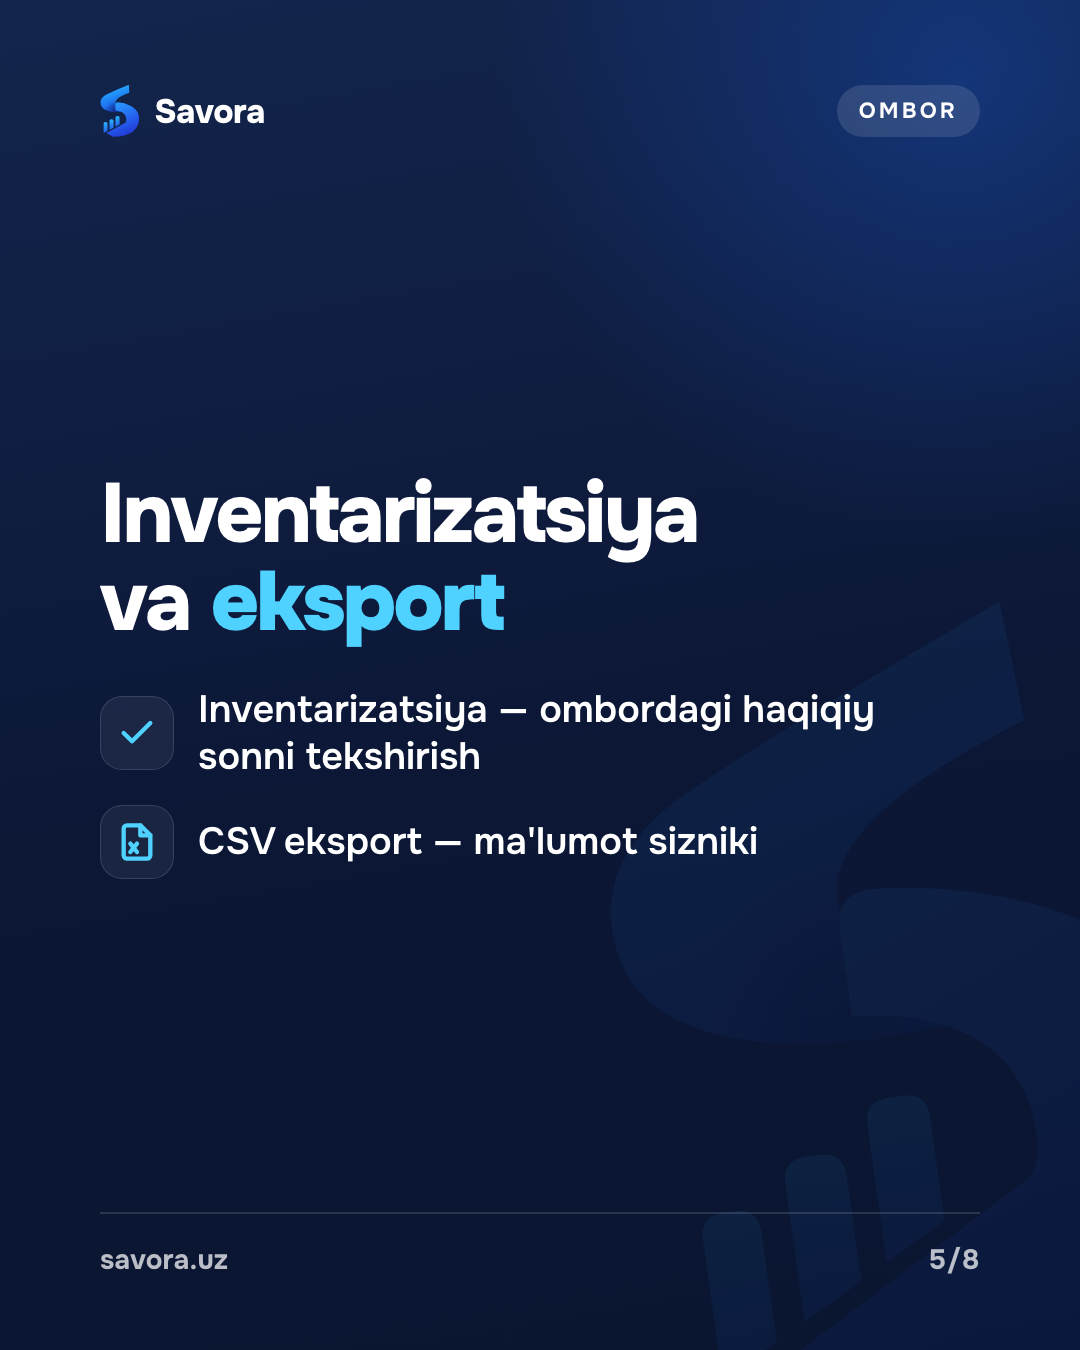 Savora
OMBOR
Inventarizatsiya
va eksport
Inventarizatsiya — ombordagi haqiqiy
sonni tekshirish
CSV eksport — ma'lumot sizniki
savora.uz
5/8